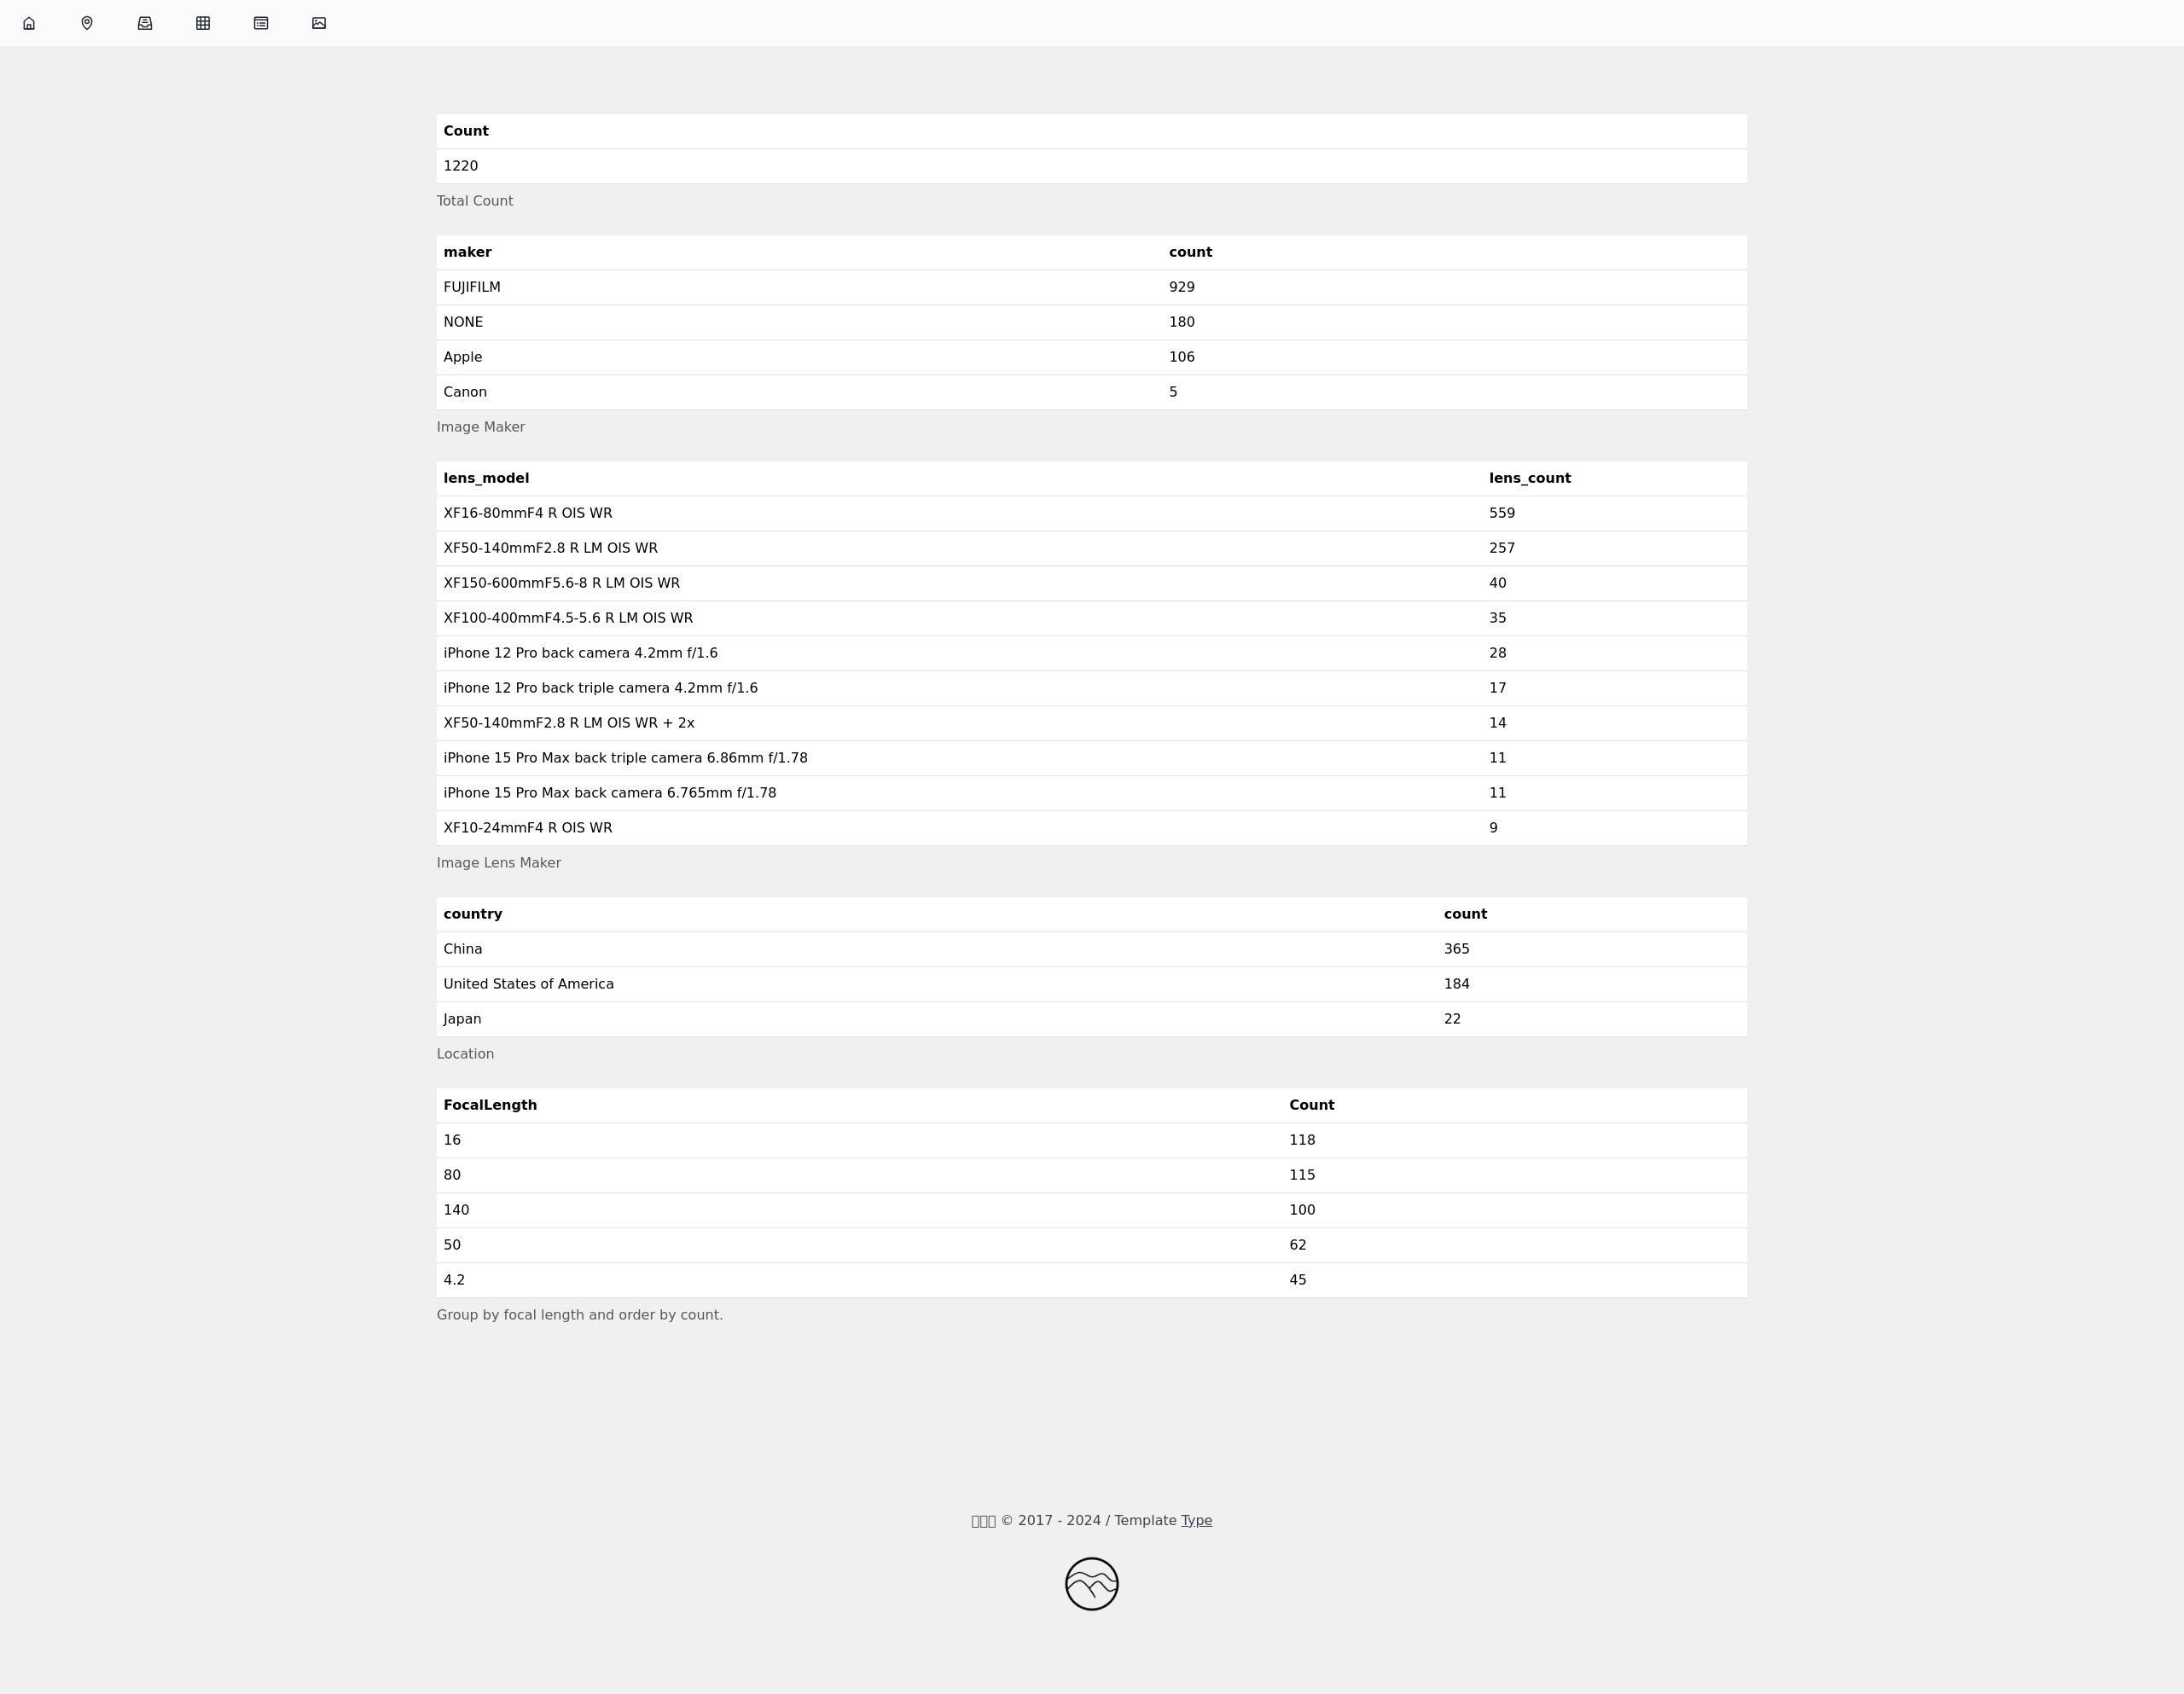 Count
1220
Total Count
maker count
FUJIFILM 929
NONE 180
Apple 106
Canon 5
Image Maker
lens_model lens_count
XF16-80mmF4 R OIS WR 559
XF50-140mmF2.8 R LM OIS WR 257
XF150-600mmF5.6-8 R LM OIS WR 40
XF100-400mmF4.5-5.6 R LM OIS WR 35
iPhone 12 Pro back camera 4.2mm f/1.6 28
iPhone 12 Pro back triple camera 4.2mm f/1.6 17
XF50-140mmF2.8 R LM OIS WR + 2x 14
iPhone 15 Pro Max back triple camera 6.86mm f/1.78 11
iPhone 15 Pro Max back camera 6.765mm f/1.78 11
XF10-24mmF4 R OIS WR 9
Image Lens Maker
country count
China 365
United States of America 184
Japan 22
Location
FocalLength Count
16 118
80 115
140 100
50 62
4.2 45
Group by focal length and order by count.
© 2017 - 2024 / Template Type